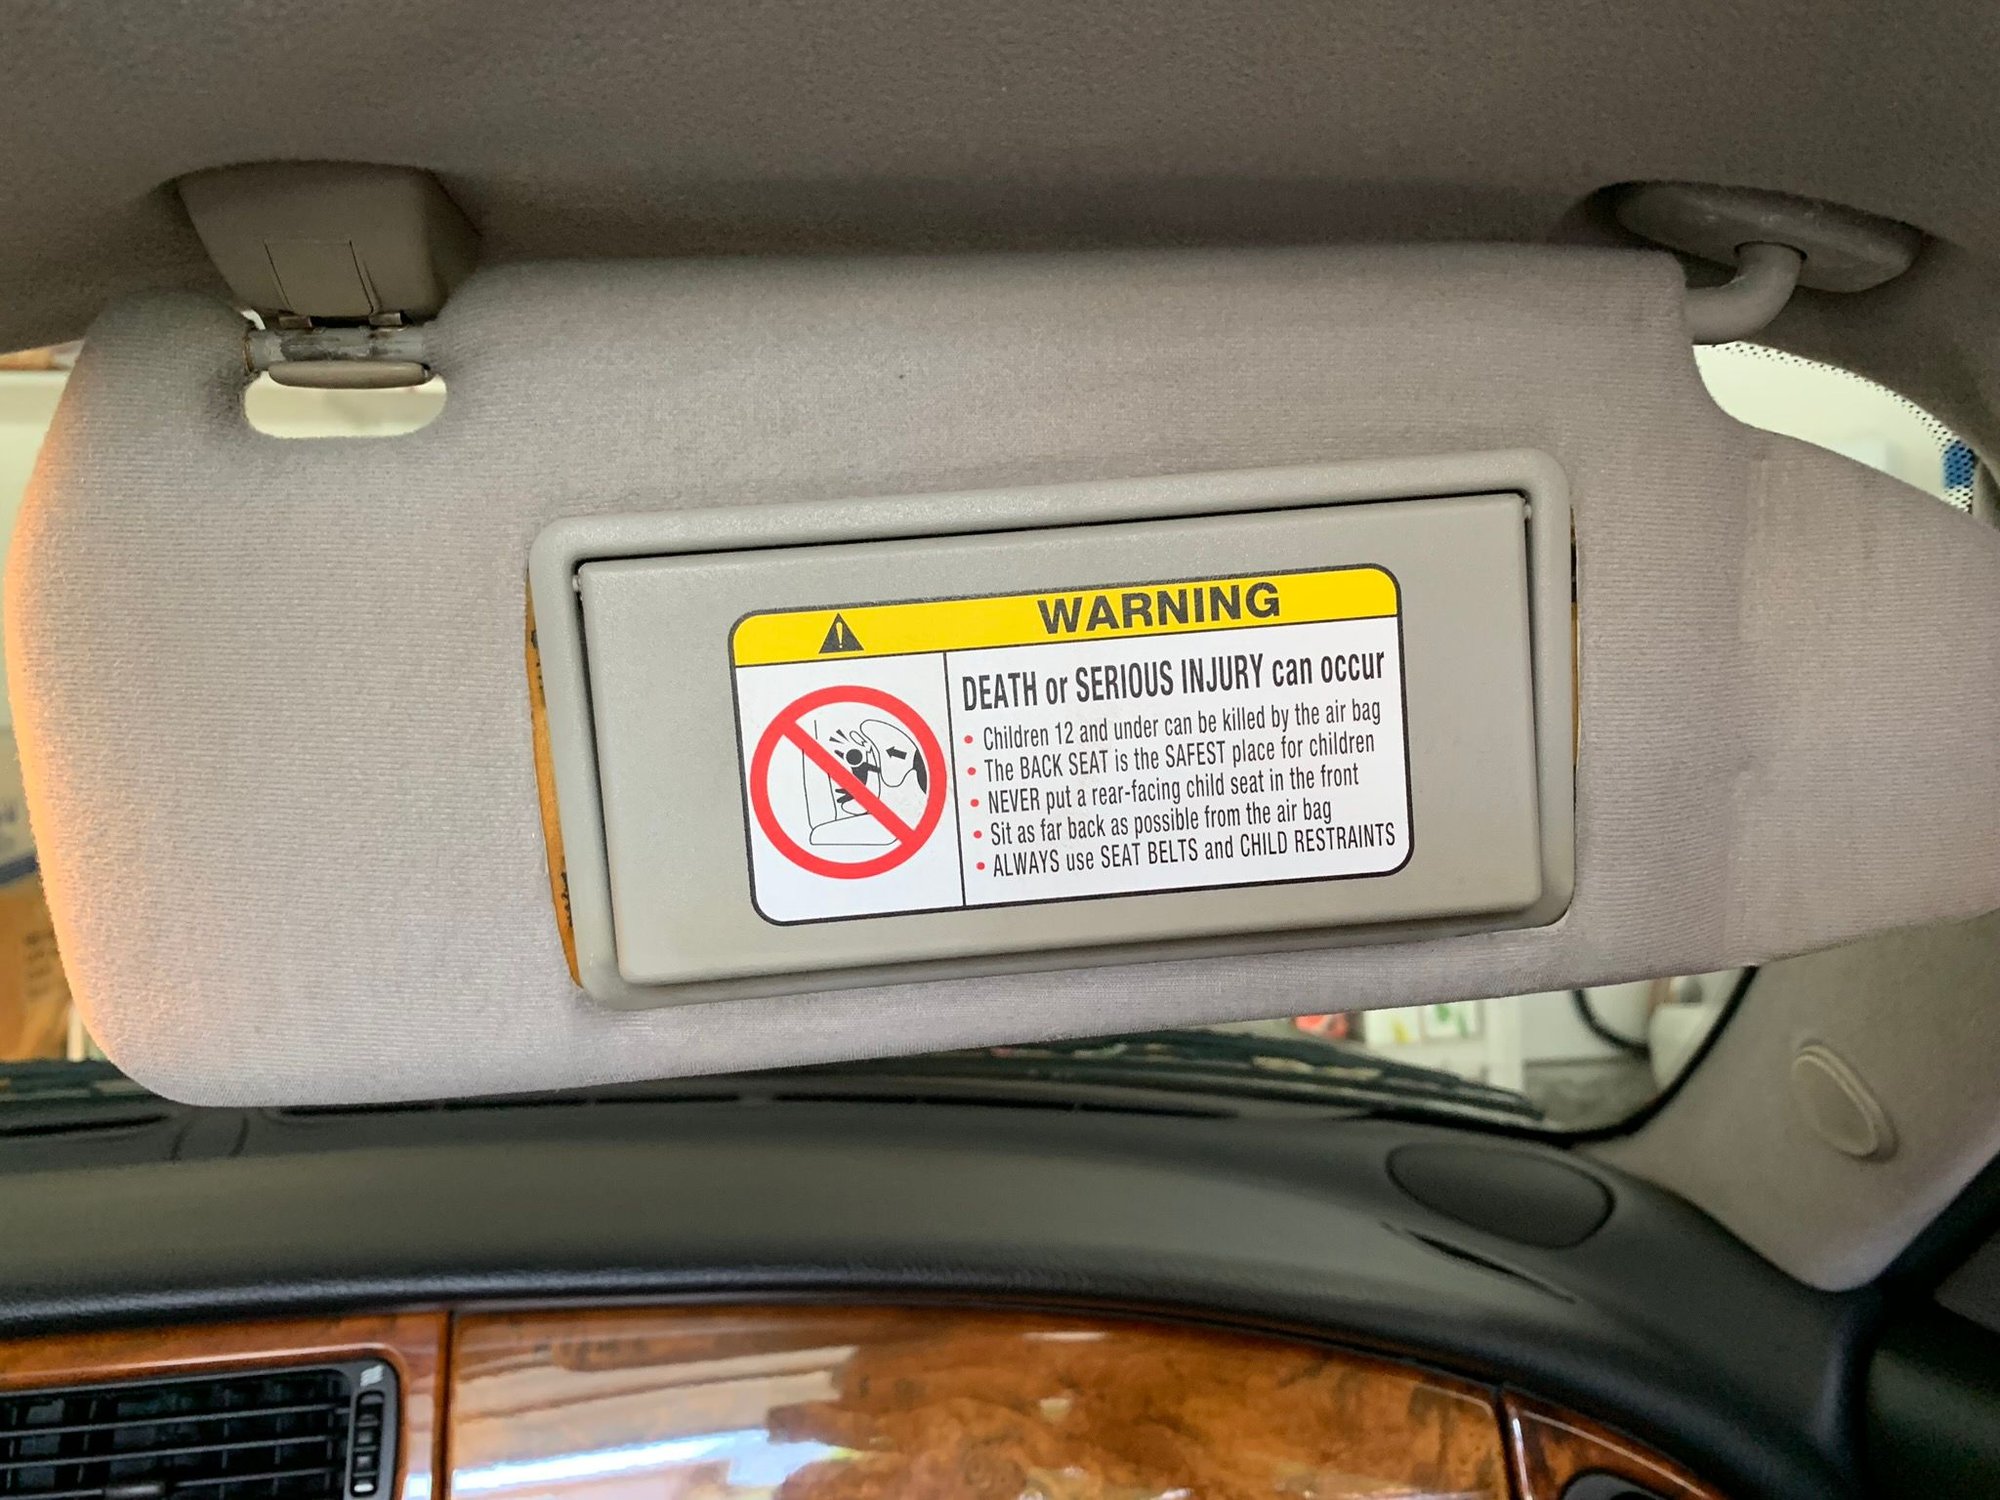 WARNING
DEATH or SERIOUS INJURY can occur
• Children 12 and under can be killed by the air bag
• The BACK SEAT is the SAFEST place for children
• NEVER put a rear-facing child seat in the front
• Sit as far back as possible from the air bag
• ALWAYS use SEAT BELTS and CHILD RESTRAINTS